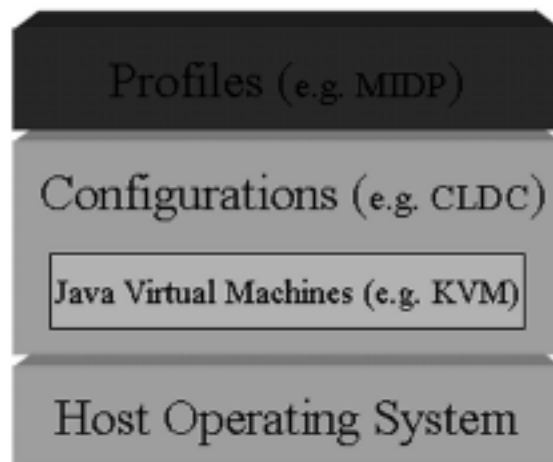 Profiles (e.g. MIDP)
Configurations (e.g. CLDC)
Java Virtual Machines (e.g. KVM)
Host Operating System